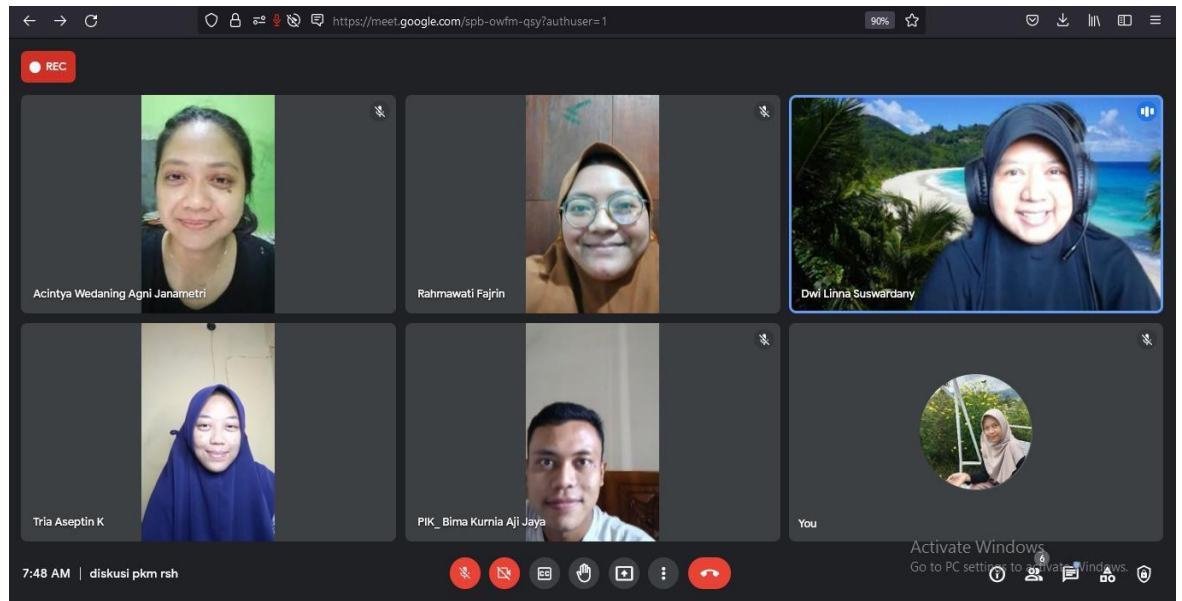 https://meet.google.com/spb-owfm-qsy?authuser=1
90%
REC
Acintya Wedaning Agni Janametri
Rahmawati Fajrin
Dwi Linna Suswardany
Tria Aseptin K
PIK_ Bima Kurnia Aji Jaya
You
Activate Windows
Go to PC settings to activate Windows.
7:48 AM | diskusi pkm rsh
CC
6